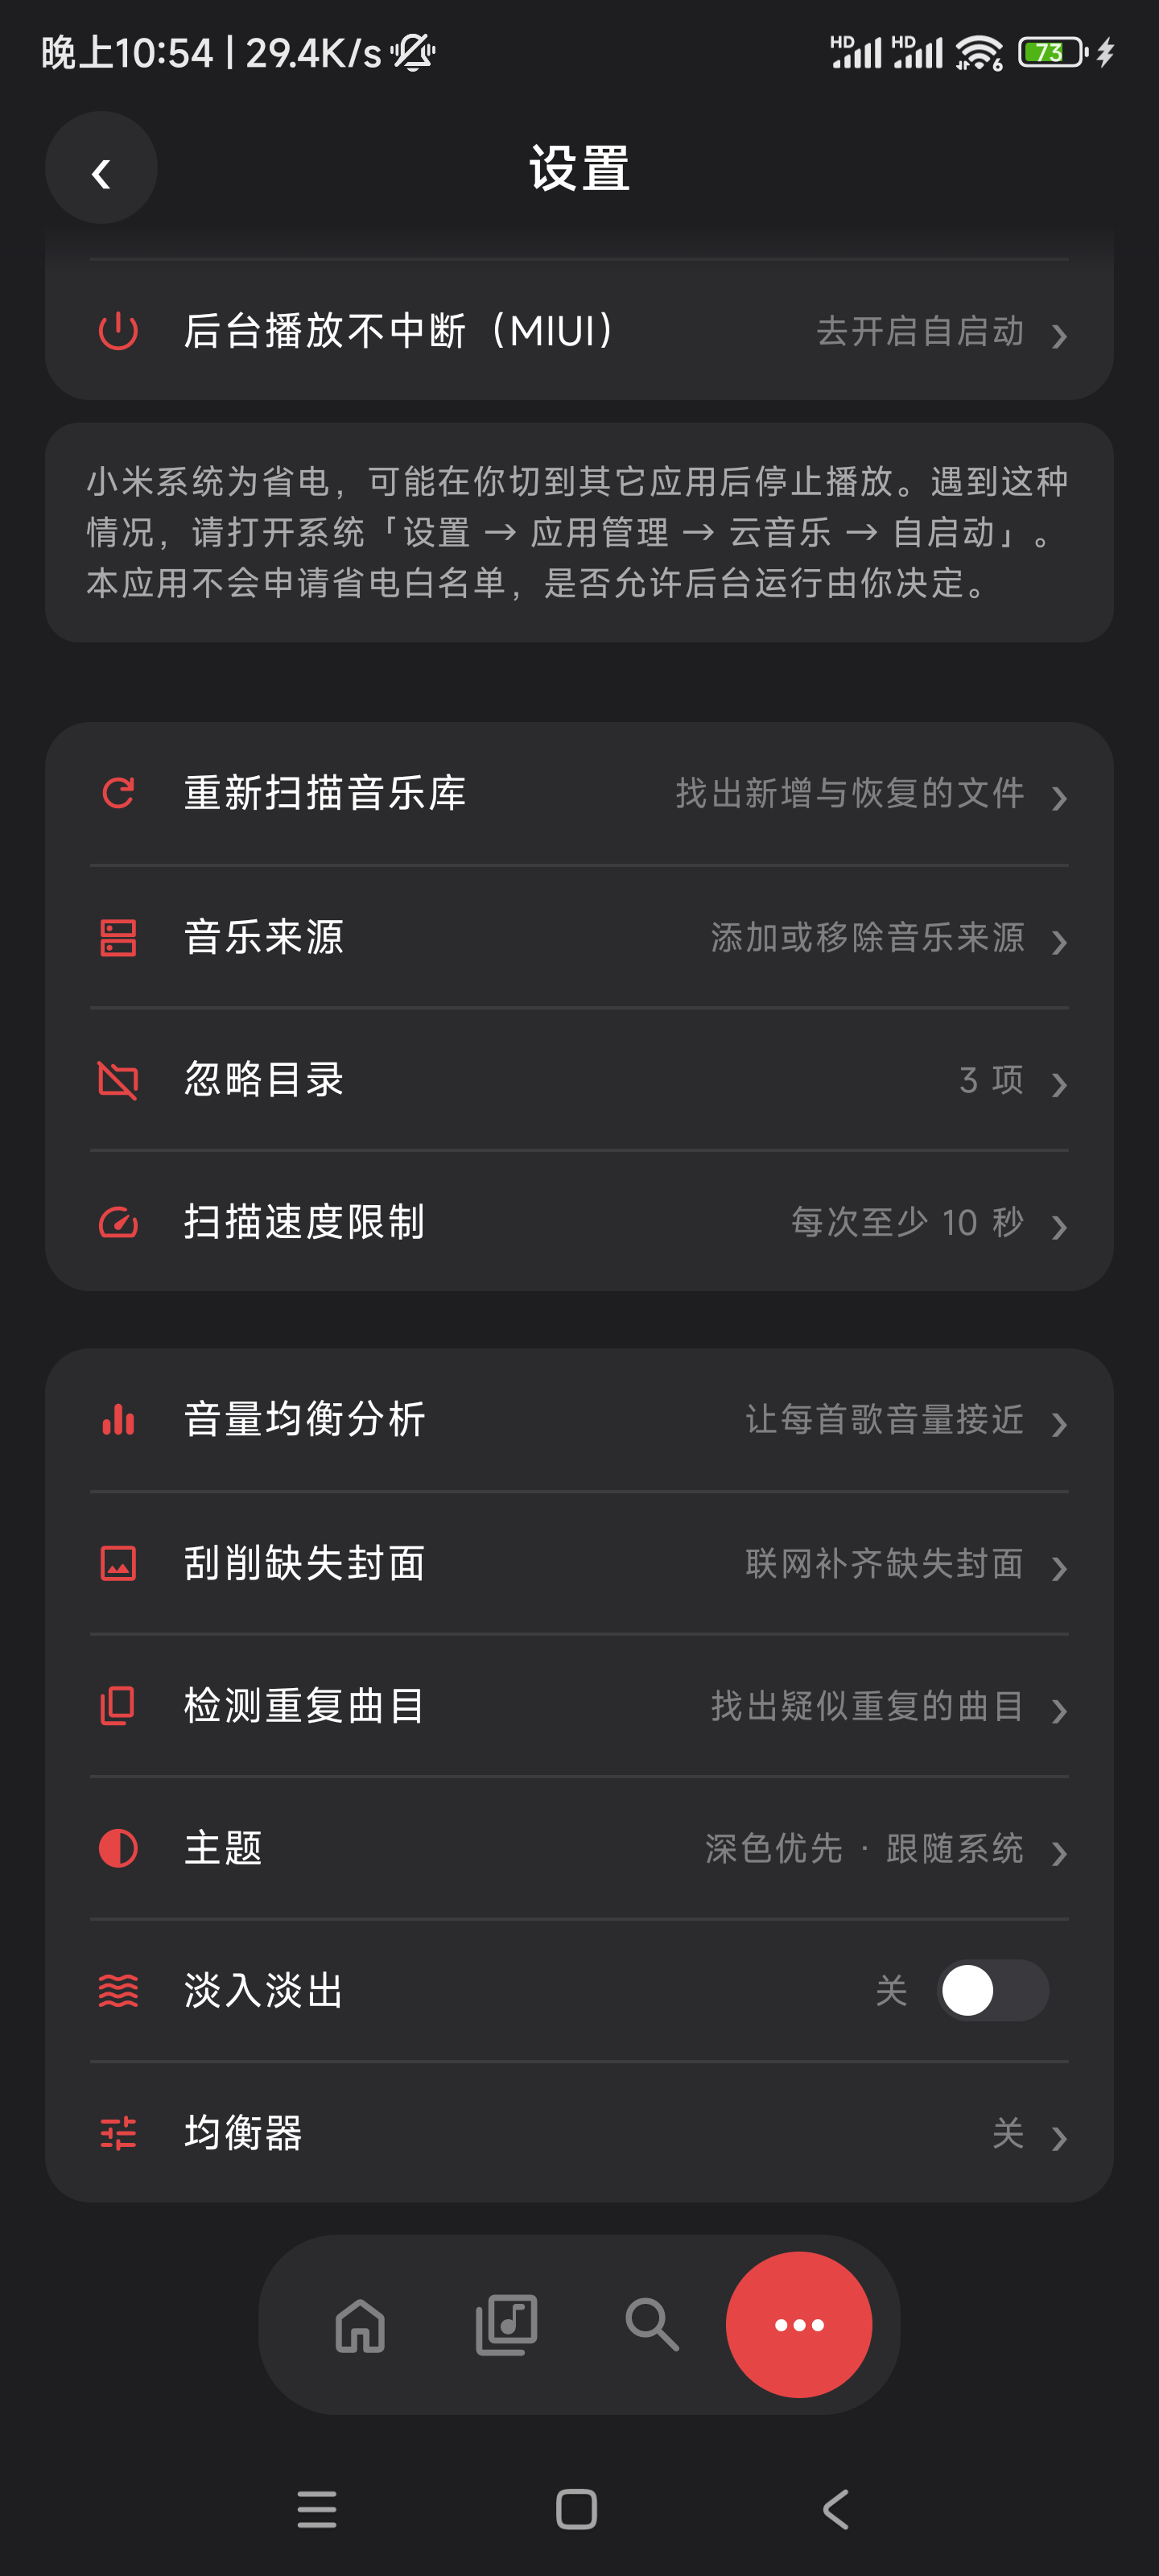 晚上10:54 | 29.4K/s
HD HD 6 73
设置
后台播放不中断（MIUI） 去开启自启动
小米系统为省电，可能在你切到其它应用后停止播放。遇到这种
情况，请打开系统「设置 → 应用管理 → 云音乐 → 自启动」。
本应用不会申请省电白名单，是否允许后台运行由你决定。
重新扫描音乐库 找出新增与恢复的文件
音乐来源 添加或移除音乐来源
忽略目录 3 项
扫描速度限制 每次至少 10 秒
音量均衡分析 让每首歌音量接近
刮削缺失封面 联网补齐缺失封面
检测重复曲目 找出疑似重复的曲目
主题 深色优先 · 跟随系统
淡入淡出 关
均衡器 关